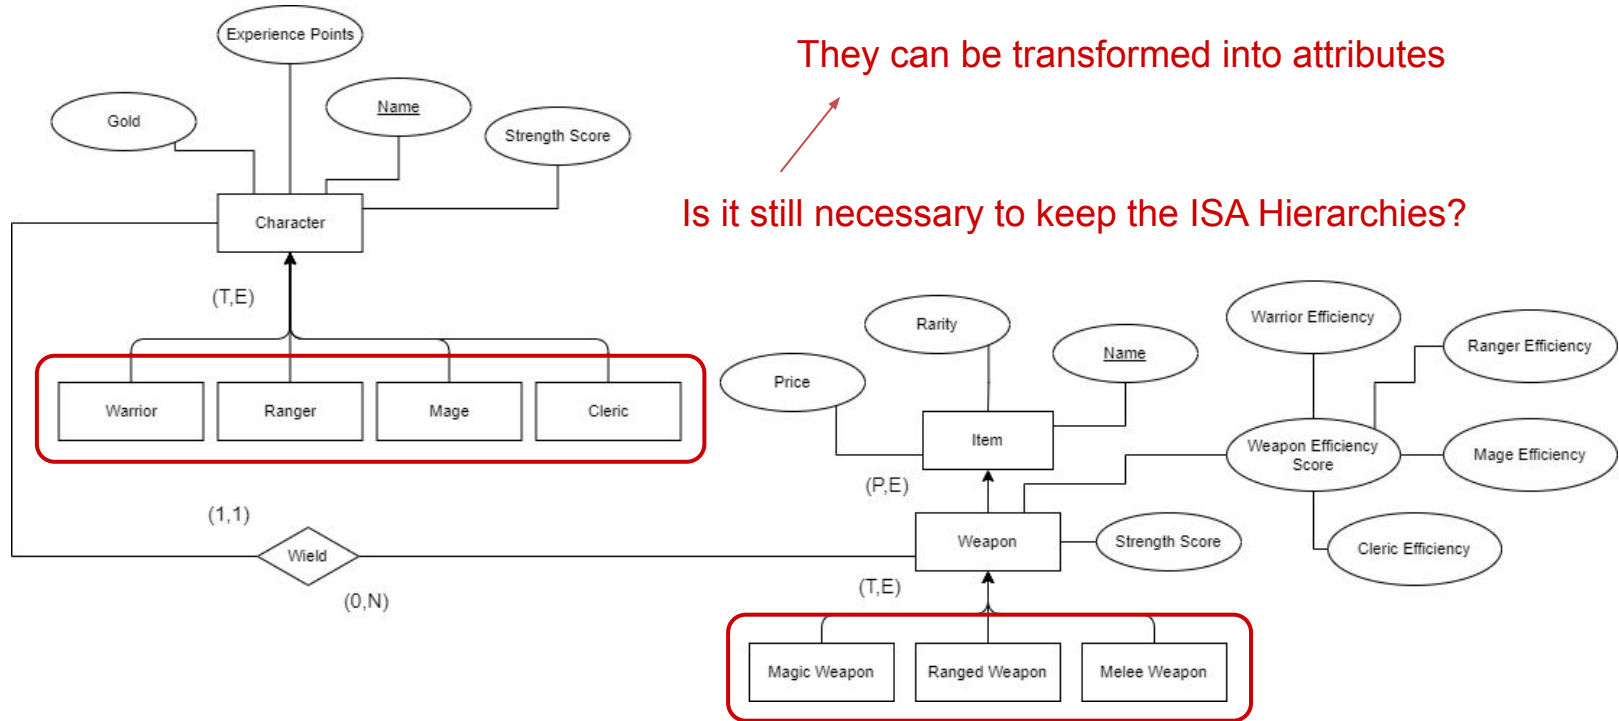 They can be transformed into attributes
Is it still necessary to keep the ISA Hierarchies?
Experience Points
Gold
Name
Strength Score
Character
(T,E)
Warrior
Ranger
Mage
Cleric
(1,1)
Wield
(0,N)
Rarity
Price
Name
Item
(P,E)
Weapon
Strength Score
(T,E)
Magic Weapon
Ranged Weapon
Melee Weapon
Warrior Efficiency
Ranger Efficiency
Weapon Efficiency
Score
Mage Efficiency
Cleric Efficiency